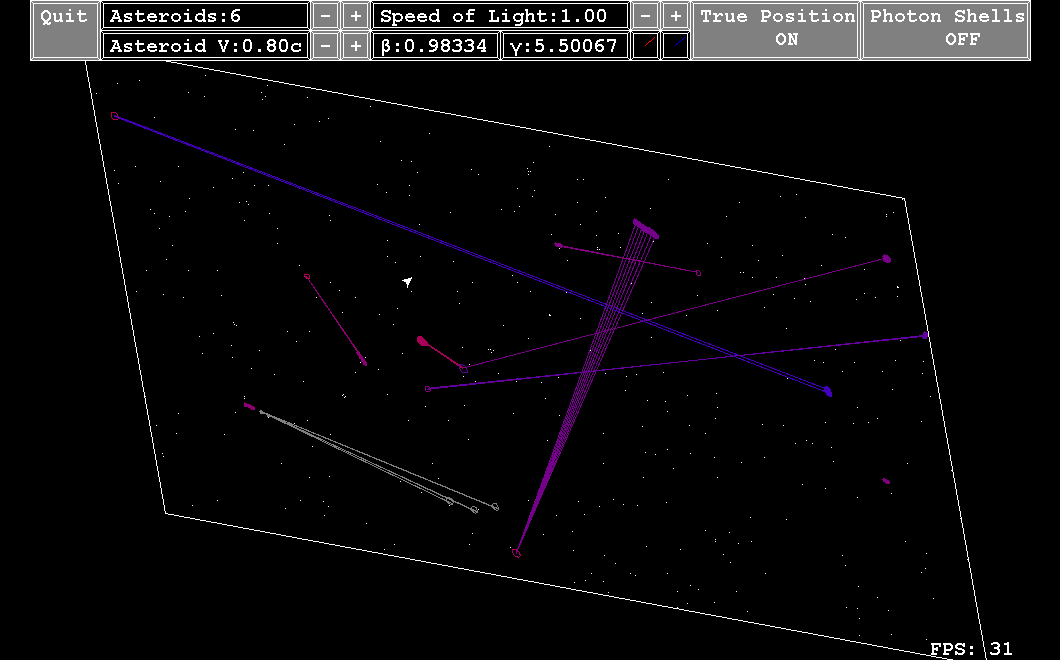 Quit Asteroids:6 - + Speed of Light:1.00 - + True Position Photon Shells
Asteroid V:0.80c - + β:0.98334 γ:5.50067 ON OFF
FPS: 31